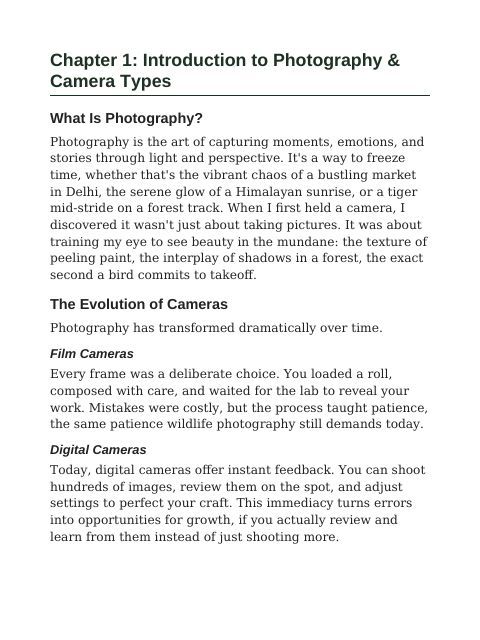 Chapter 1: Introduction to Photography &
Camera Types
What Is Photography?
Photography is the art of capturing moments, emotions, and
stories through light and perspective. It's a way to freeze
time, whether that's the vibrant chaos of a bustling market
in Delhi, the serene glow of a Himalayan sunrise, or a tiger
mid-stride on a forest track. When I first held a camera, I
discovered it wasn't just about taking pictures. It was about
training my eye to see beauty in the mundane: the texture of
peeling paint, the interplay of shadows in a forest, the exact
second a bird commits to takeoff.
The Evolution of Cameras
Photography has transformed dramatically over time.
Film Cameras
Every frame was a deliberate choice. You loaded a roll,
composed with care, and waited for the lab to reveal your
work. Mistakes were costly, but the process taught patience,
the same patience wildlife photography still demands today.
Digital Cameras
Today, digital cameras offer instant feedback. You can shoot
hundreds of images, review them on the spot, and adjust
settings to perfect your craft. This immediacy turns errors
into opportunities for growth, if you actually review and
learn from them instead of just shooting more.